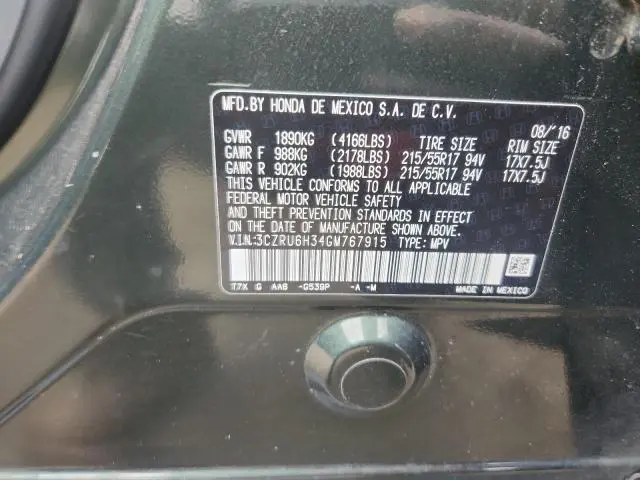 MFD.BY HONDA DE MEXICO S.A. DE C.V. 08/'16
GVWR 1890KG (4166LBS) TIRE SIZE RIM SIZE
GAWR F 988KG (2178LBS) 215/55R17 94V 17X7.5J
GAWR R 902KG (1988LBS) 215/55R17 94V 17X7.5J
THIS VEHICLE CONFORMS TO ALL APPLICABLE
FEDERAL MOTOR VEHICLE SAFETY
AND THEFT PREVENTION STANDARDS IN EFFECT
ON THE DATE OF MANUFACTURE SHOWN ABOVE.
V.I.N.:3CZRU6H34GM767915 TYPE: MPV
T7X G AA6 -G539P -A -M MADE IN MEXICO